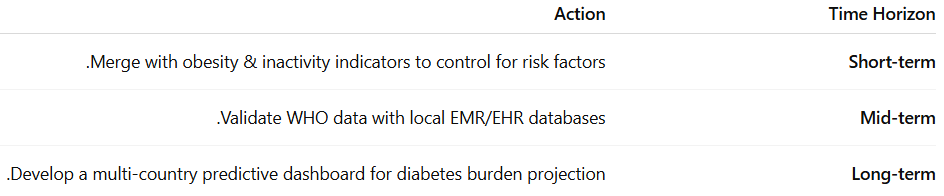 Time Horizon	Action
Short-term	.Merge with obesity & inactivity indicators to control for risk factors
Mid-term	.Validate WHO data with local EMR/EHR databases
Long-term	.Develop a multi-country predictive dashboard for diabetes burden projection